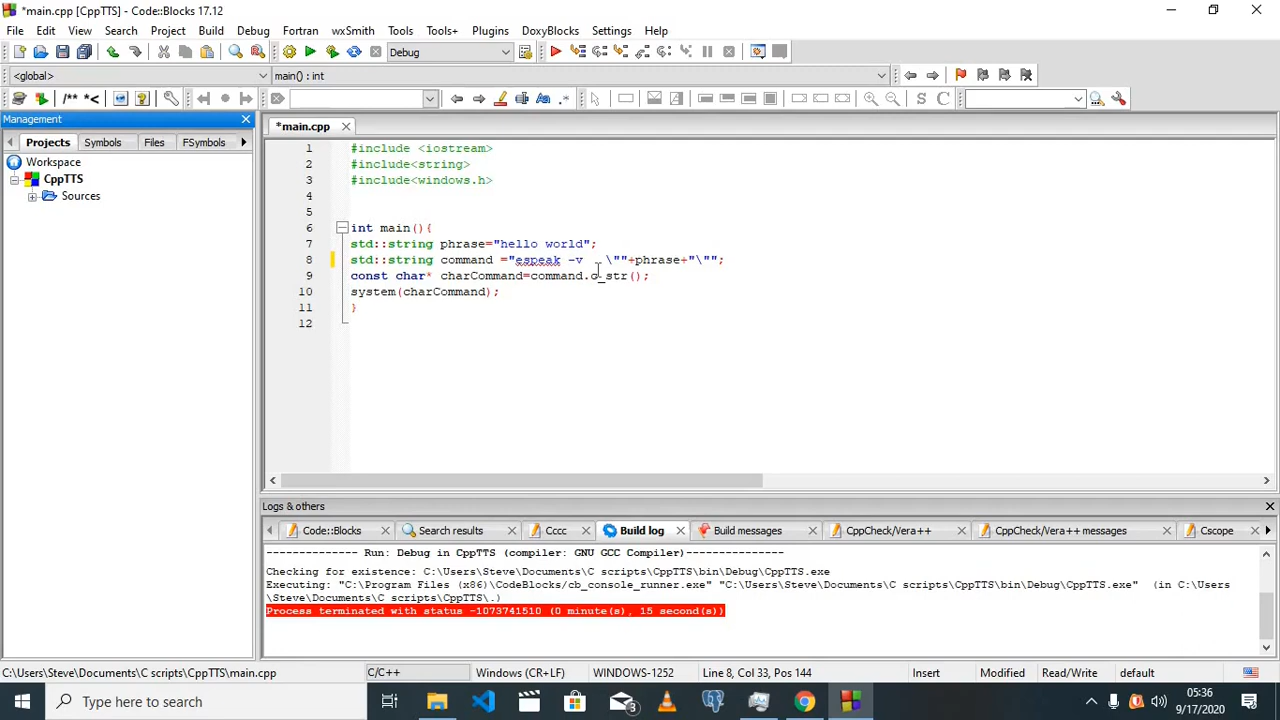 *main.cpp [CppTTS] - Code::Blocks 17.12
File Edit View Search Project Build Debug Fortran wxSmith Tools Tools+ Plugins DoxyBlocks Settings Help
Debug
<global> main() : int
/** *<
S C
Management
Projects Symbols Files FSymbols
Workspace
CppTTS
Sources
*main.cpp
1 #include <iostream>
2 #include<string>
3 #include<windows.h>
4
5
6 int main(){
7 std::string phrase="hello world";
8 std::string command ="espeak -v   \""+phrase+"\"";
9 const char* charCommand=command.c_str();
10 system(charCommand);
11 }
12
Logs & others
Code::Blocks Search results Cccc Build log Build messages CppCheck/Vera++ CppCheck/Vera++ messages Cscope
-------------- Run: Debug in CppTTS (compiler: GNU GCC Compiler)---------------
Checking for existence: C:\Users\Steve\Documents\C scripts\CppTTS\bin\Debug\CppTTS.exe
Executing: "C:\Program Files (x86)\CodeBlocks/cb_console_runner.exe" "C:\Users\Steve\Documents\C scripts\CppTTS\bin\Debug\CppTTS.exe"  (in C:\Users
\Steve\Documents\C scripts\CppTTS\.)
Process terminated with status -1073741510 (0 minute(s), 15 second(s))
C:\Users\Steve\Documents\C scripts\CppTTS\main.cpp C/C++ Windows (CR+LF) WINDOWS-1252 Line 8, Col 33, Pos 144 Insert Modified Read/Write default
Type here to search
3
05:36
9/17/2020